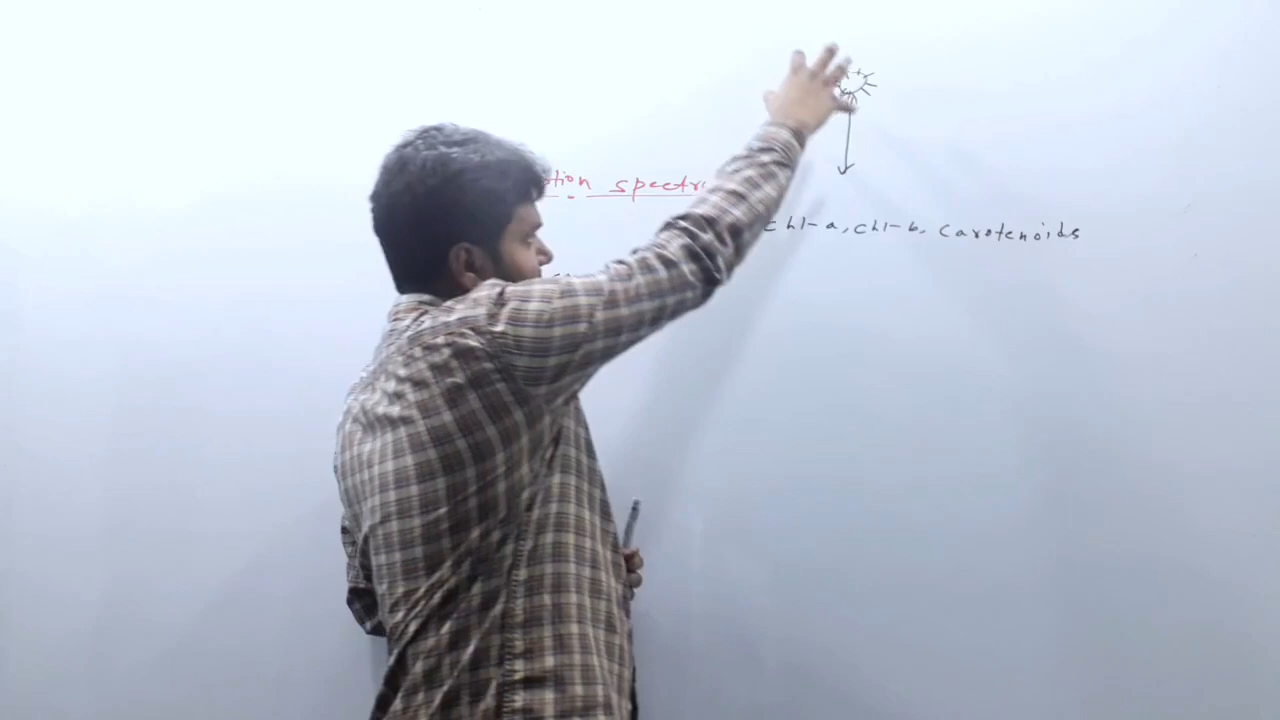 tion spectr
chl-a, chl-b, carotenoids